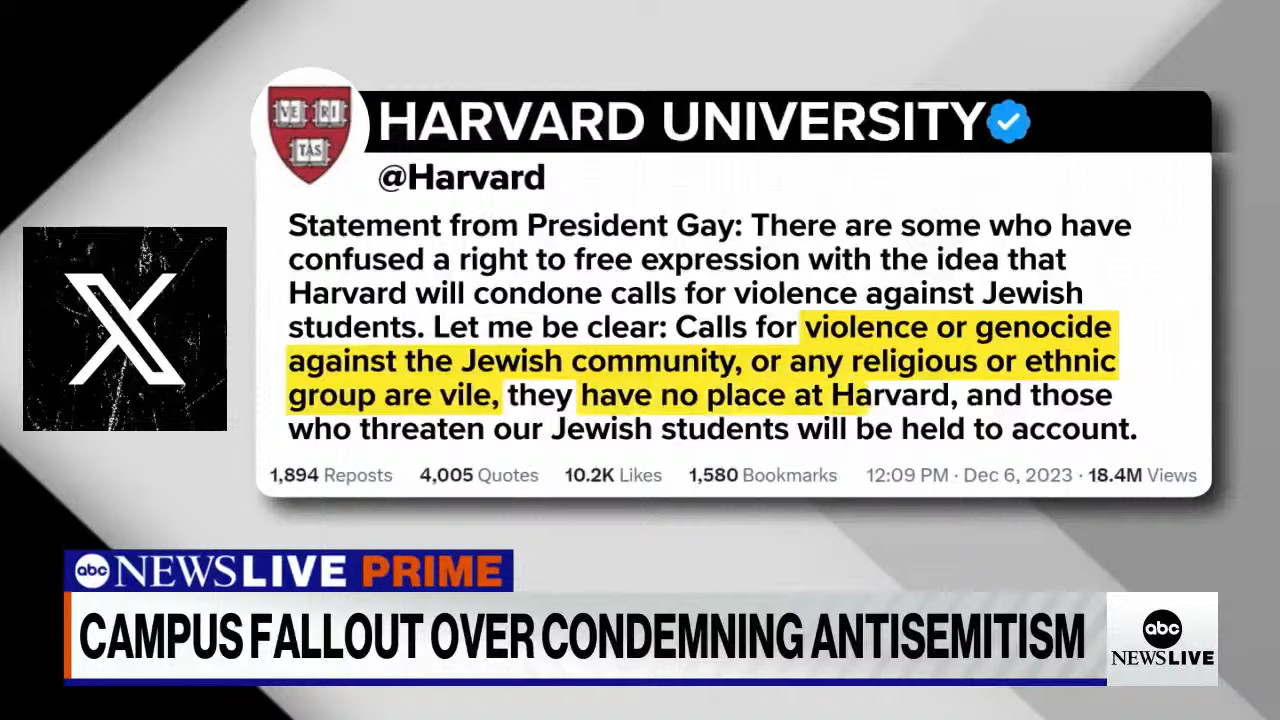 VE RI
TAS
HARVARD UNIVERSITY
@Harvard
Statement from President Gay: There are some who have
confused a right to free expression with the idea that
Harvard will condone calls for violence against Jewish
students. Let me be clear: Calls for violence or genocide
against the Jewish community, or any religious or ethnic
group are vile, they have no place at Harvard, and those
who threaten our Jewish students will be held to account.
1,894 Reposts 4,005 Quotes 10.2K Likes 1,580 Bookmarks 12:09 PM · Dec 6, 2023 · 18.4M Views
X
abc NEWS LIVE PRIME
CAMPUS FALLOUT OVER CONDEMNING ANTISEMITISM
abc
NEWS LIVE